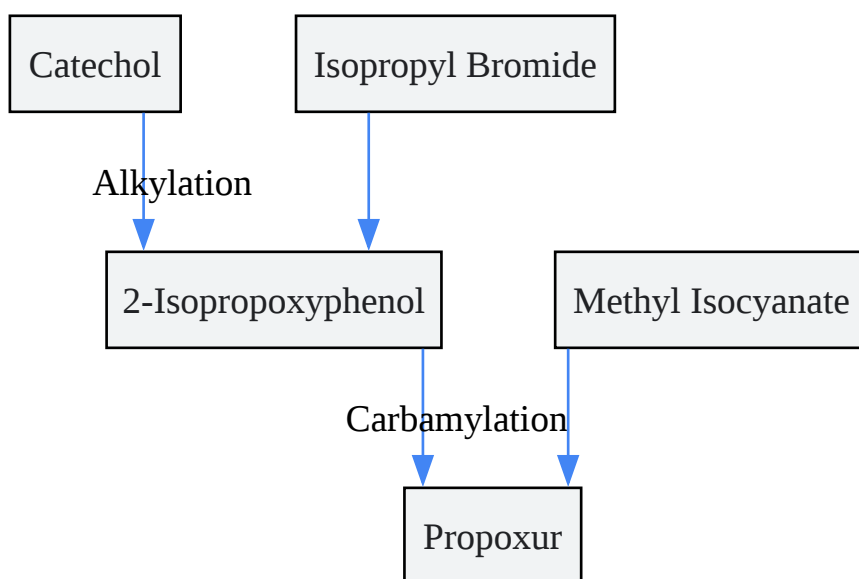 Catechol
Isopropyl Bromide
Alkylation
2-Isopropoxyphenol
Methyl Isocyanate
Carbamylation
Propoxur